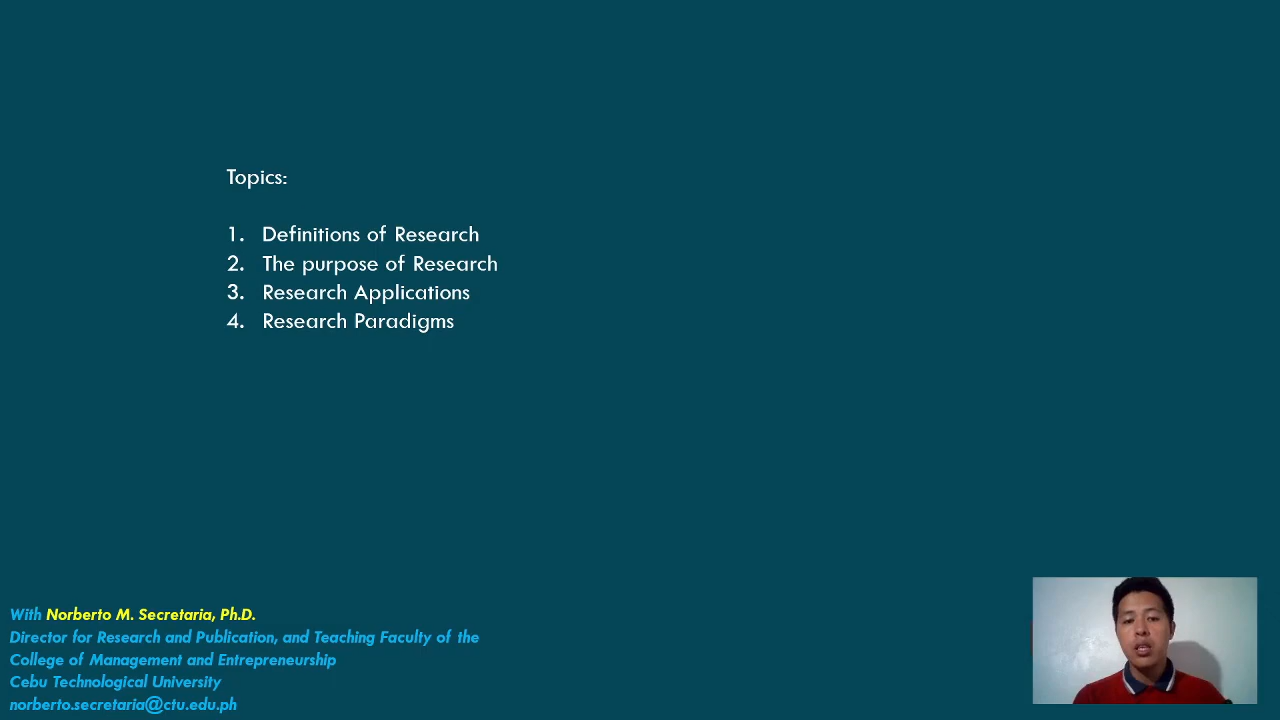 Topics:
1. Definitions of Research
2. The purpose of Research
3. Research Applications
4. Research Paradigms
With Norberto M. Secretaria, Ph.D.
Director for Research and Publication, and Teaching Faculty of the
College of Management and Entrepreneurship
Cebu Technological University
norberto.secretaria@ctu.edu.ph